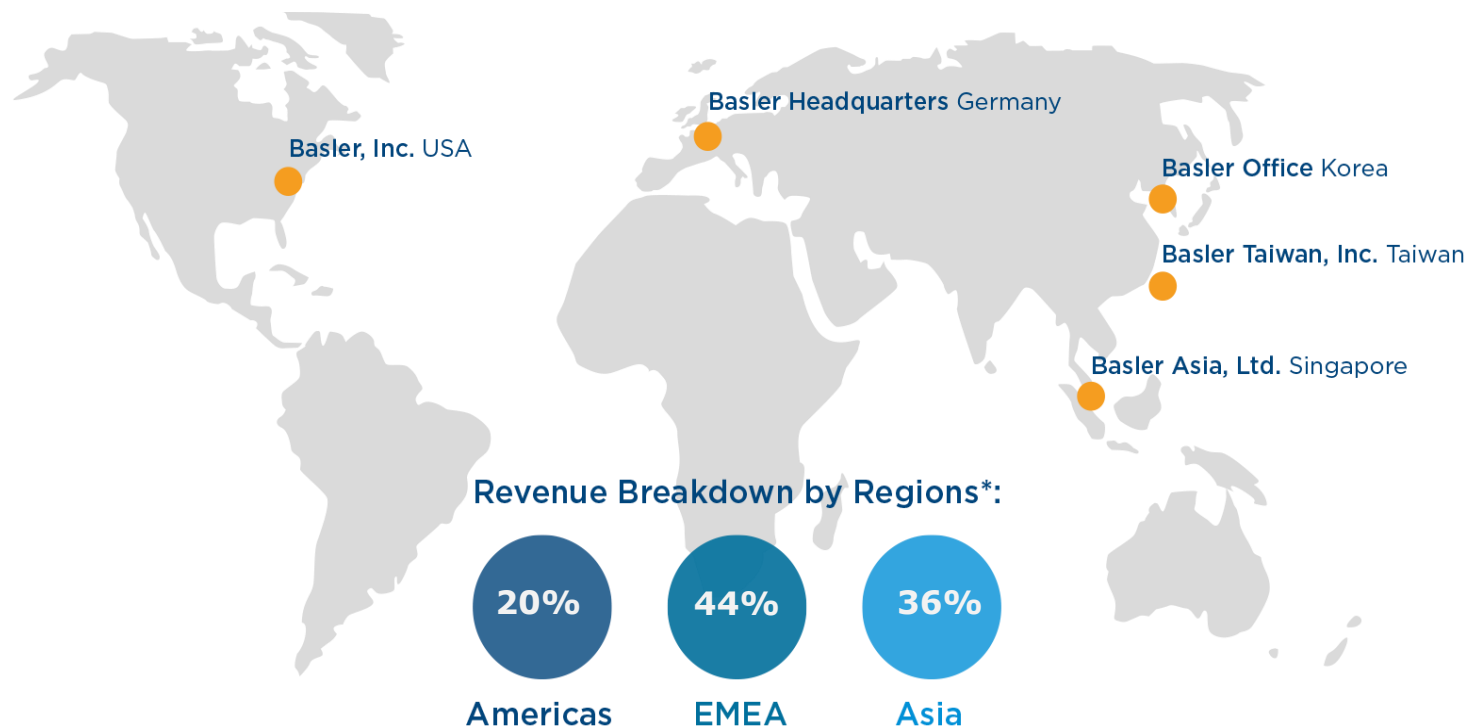 Basler Headquarters Germany
Basler, Inc. USA
Basler Office Korea
Basler Taiwan, Inc. Taiwan
Basler Asia, Ltd. Singapore
Revenue Breakdown by Regions*:
20% 44% 36%
Americas EMEA Asia